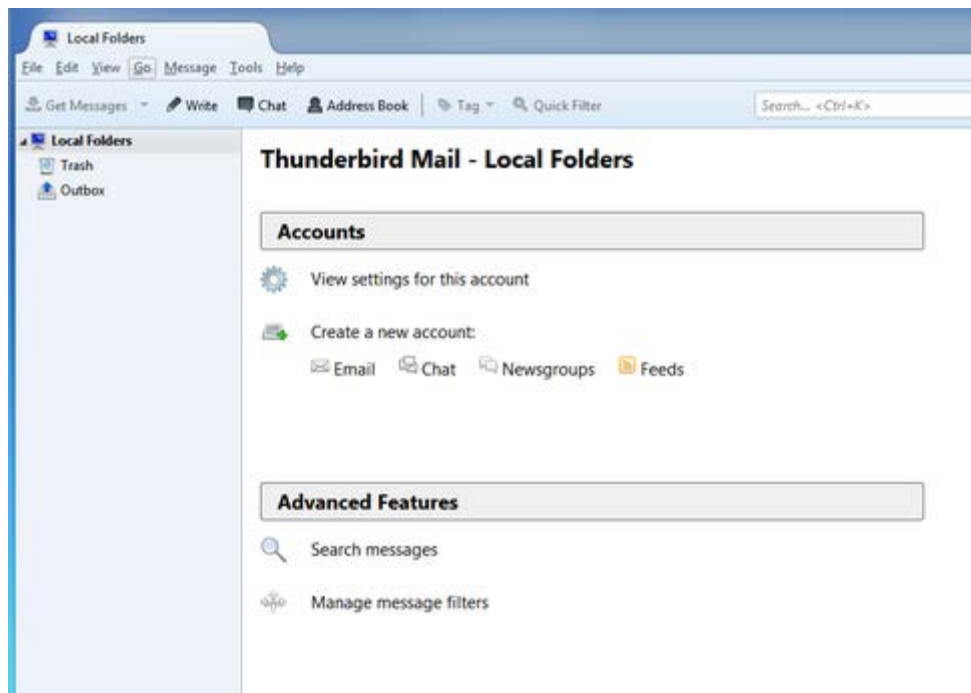 Local Folders
File Edit View Go Message Tools Help
Get Messages Write Chat Address Book Tag Quick Filter Search... <Ctrl+K>
Local Folders
Trash
Outbox
Thunderbird Mail - Local Folders
Accounts
View settings for this account
Create a new account:
Email Chat Newsgroups Feeds
Advanced Features
Search messages
Manage message filters